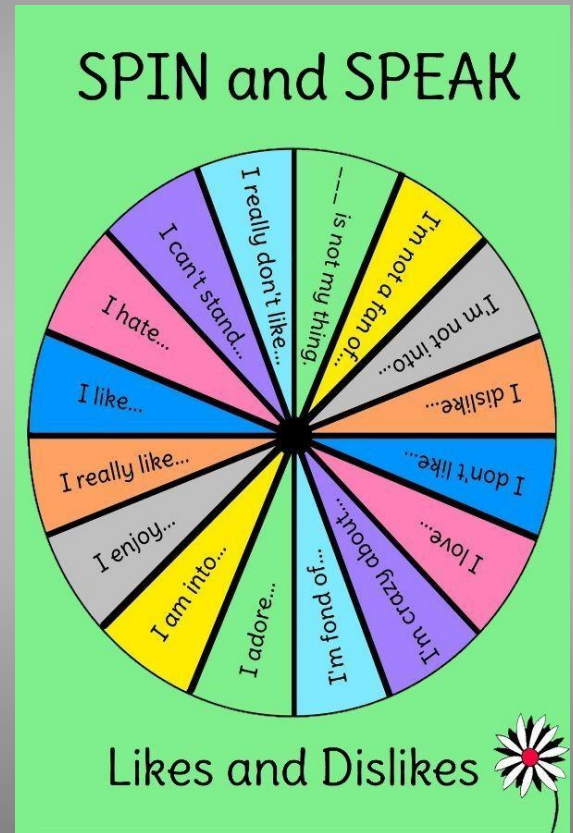 SPIN and SPEAK
___ is not my thing.
I'm not a fan of...
I'm not into...
I dislike...
I don't like...
I love...
I'm crazy about...
I'm fond of...
I adore...
I am into...
I enjoy...
I really like...
I like...
I hate...
I can't stand...
I really don't like...
Likes and Dislikes